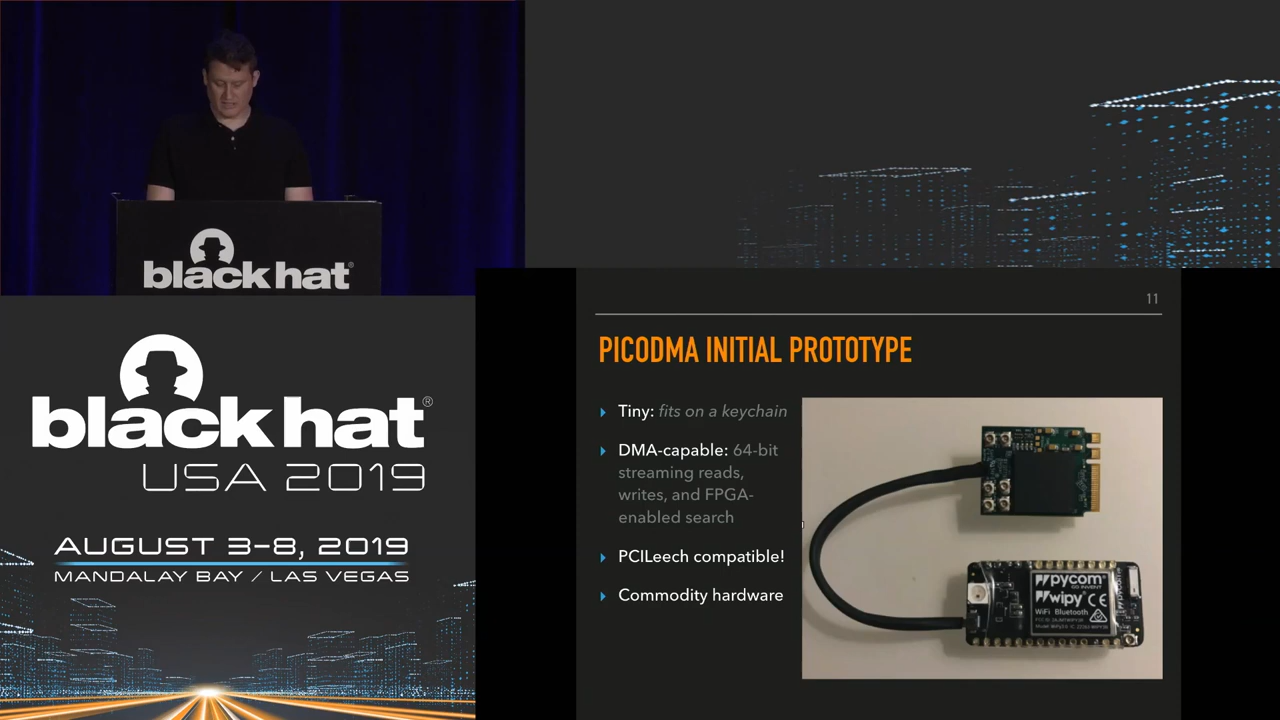 black hat®
black hat®
USA 2019
AUGUST 3-8, 2019
MANDALAY BAY / LAS VEGAS
11
PICODMA INITIAL PROTOTYPE
Tiny: fits on a keychain
DMA-capable: 64-bit
streaming reads,
writes, and FPGA-
enabled search
PCILeech compatible!
Commodity hardware
pycom®
GO INVENT
wipy®
WiFi Bluetooth